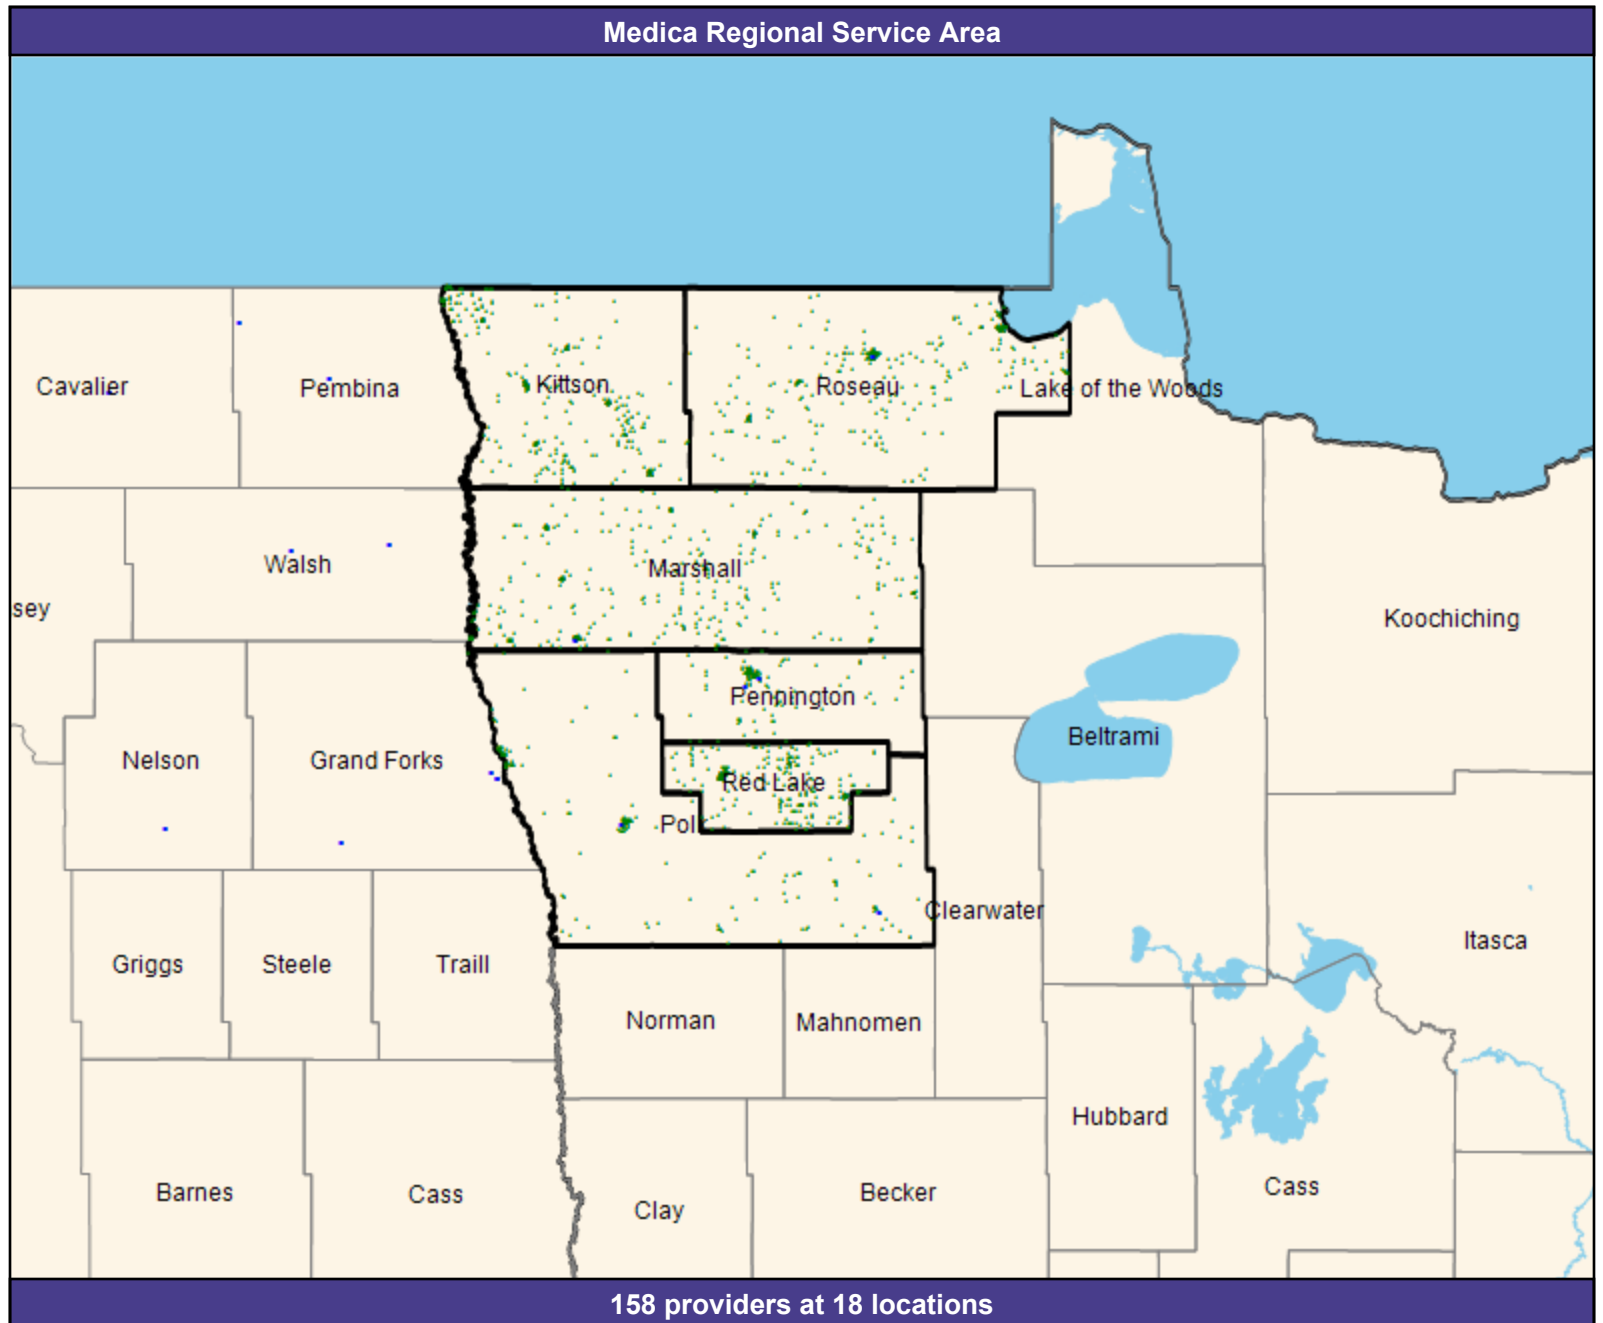 Medica Regional Service Area
Cavalier
Pembina
Kittson
Roseau
Lake of the Woods
Walsh
Marshall
sey
Koochiching
Pennington
Nelson
Grand Forks
Beltrami
Red Lake
Pol
Clearwater
Griggs
Steele
Traill
Itasca
Norman
Mahnomen
Hubbard
Barnes
Cass
Clay
Becker
Cass
158 providers at 18 locations